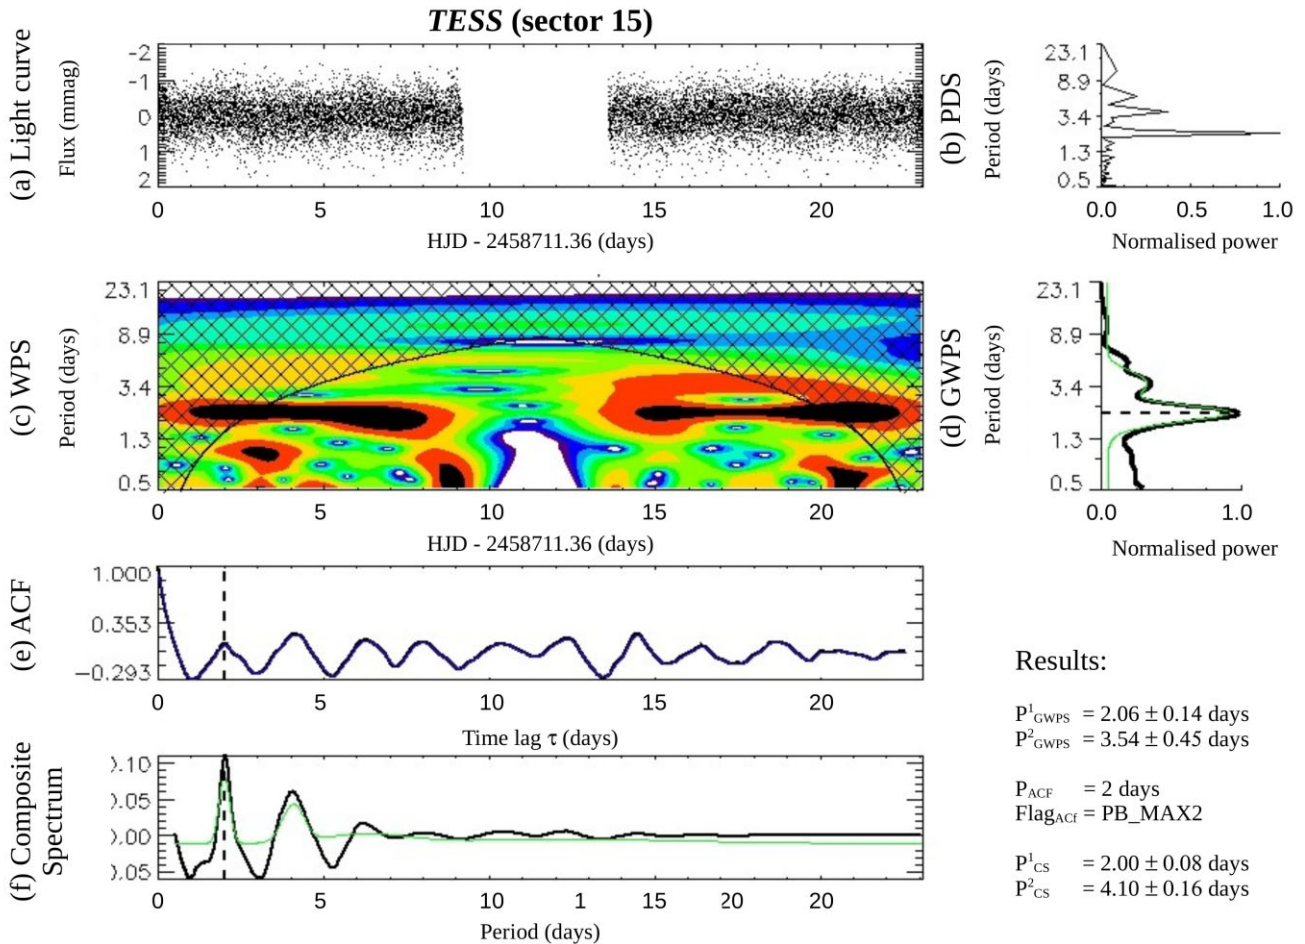 TESS (sector 15)
(a) Light curve
Flux (mmag)
-2
-1
0
1
2
0 5 10 15 20
HJD - 2458711.36 (days)
(b) PDS
Period (days)
23.1
8.9
3.4
1.3
0.5
0.0 0.5 1.0
Normalised power
(c) WPS
Period (days)
23.1
8.9
3.4
1.3
0.5
0 5 10 15 20
HJD - 2458711.36 (days)
(d) GWPS
Period (days)
23.1
8.9
3.4
1.3
0.5
0.0 1.0
Normalised power
(e) ACF
1.000
0.353
−0.293
0 5 10 15 20
Time lag τ (days)
(f) Composite
Spectrum
0.10
0.05
0.00
0.05
0 5 10 1 15 20 20
Period (days)
Results:
P¹GWPS = 2.06 ± 0.14 days
P²GWPS = 3.54 ± 0.45 days
PACF = 2 days
FlagACf = PB_MAX2
P¹CS = 2.00 ± 0.08 days
P²CS = 4.10 ± 0.16 days